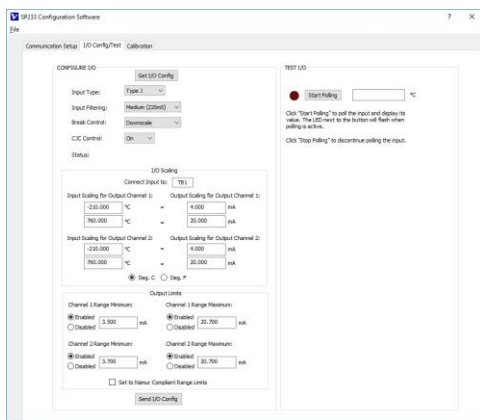 SP233 Configuration Software
? X
File
Communication Setup I/O Config/Test Calibration
CONFIGURE I/O
Get I/O Config
Input Type: Type J
Input Filtering: Medium (220mS)
Break Control: Downscale
CJC Control: On
Status:
I/O Scaling
Connect Input to: TB1
Input Scaling for Output Channel 1: Output Scaling for Output Channel 1:
-210.000 °C = 4.000 mA
760.000 °C = 20.000 mA
Input Scaling for Output Channel 2: Output Scaling for Output Channel 2:
-210.000 °C = 4.000 mA
760.000 °C = 20.000 mA
Deg. C Deg. F
Output Limits
Channel 1 Range Minimum: Channel 1 Range Maximum:
Enabled
Disabled
3.500 mA
Enabled
Disabled
20.700 mA
Channel 2 Range Minimum: Channel 2 Range Maximum:
Enabled
Disabled
3.700 mA
Enabled
Disabled
20.700 mA
Set to Namur Compliant Range Limits
Send I/O Config
TEST I/O
Start Polling °C
Click "Start Polling" to poll the input and display its
value. The LED next to the button will flash when
polling is active.
Click "Stop Polling" to discontinue polling the input.